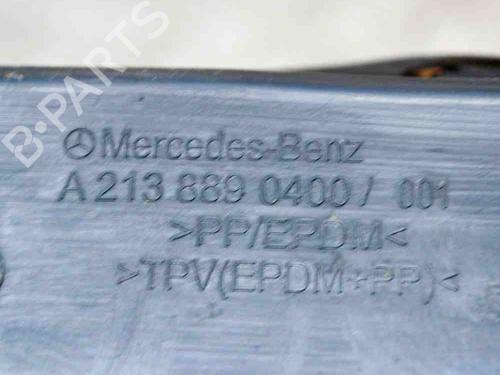 B-PARTS
Mercedes-Benz
A 213 889 0400 / 001
>PP/EPDM<
>TPV(EPDM+PP)<